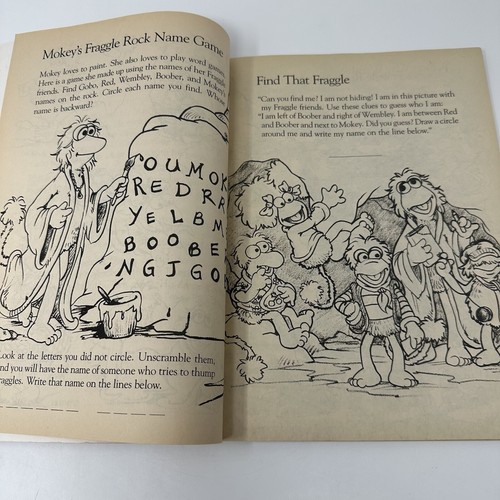 Mokey's Fraggle Rock Name Game
Mokey loves to paint. She also loves to play word games.
Here is a game she made up using the names of her Fraggle
friends. Find Gobo, Red, Wembley, Boober, and Mokey's
names on the rock. Circle each name you find.
name is backward?
OUMOK
REDRA
YELBM
BOOBE
NGJGO
Look at the letters you did not circle. Unscramble them,
and you will have the name of someone who tries to thump
Fraggles. Write that name on the lines below.
Find That Fraggle
"Can you find me? I am not hiding! I am in this picture with
my Fraggle friends. Use these clues to guess who I am:
"I am left of Boober and right of Wembley. I am between Red
and Boober and next to Mokey. Did you guess? Draw a circle
around me and write my name on the line below."